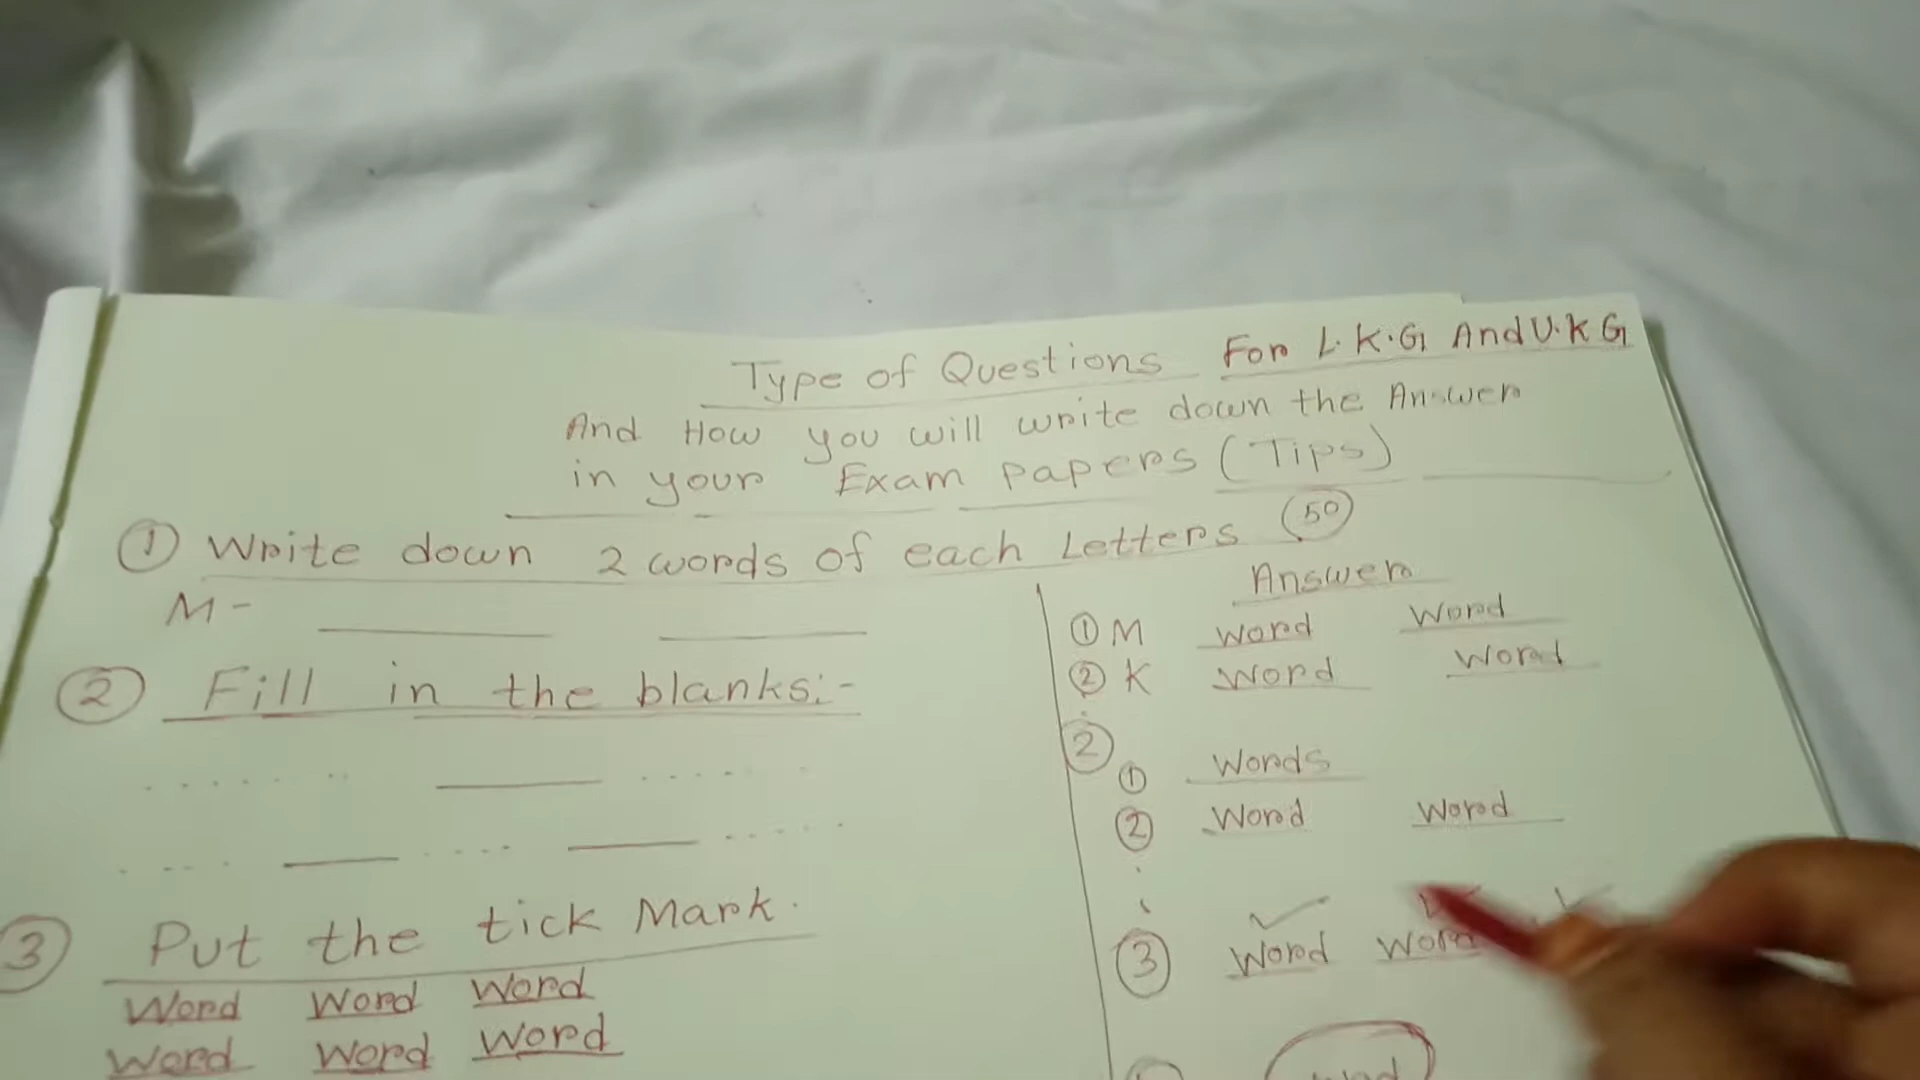 Type of Questions For L.K.G And U.K G
And How you will write down the Answer
in your Exam papers (Tips)
① Write down 2 words of each Letters 50
M-
② Fill in the blanks:-
③ Put the tick Mark.
Word Word Word
Word Word Word
Answer
① M Word Word
② K Word Word
②
① Words
② Word Word
③ Word Word